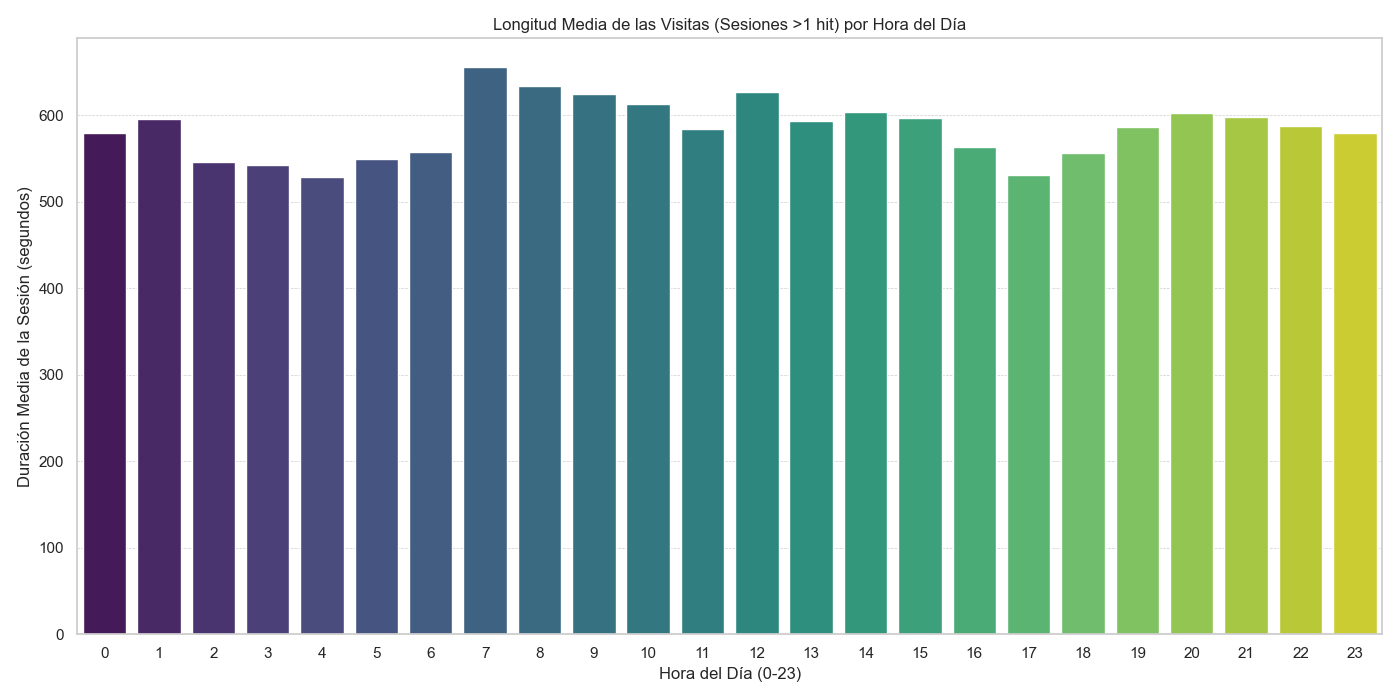 Longitud Media de las Visitas (Sesiones >1 hit) por Hora del Día
Duración Media de la Sesión (segundos)
600
500
400
300
200
100
0
0 1 2 3 4 5 6 7 8 9 10 11 12 13 14 15 16 17 18 19 20 21 22 23
Hora del Día (0-23)